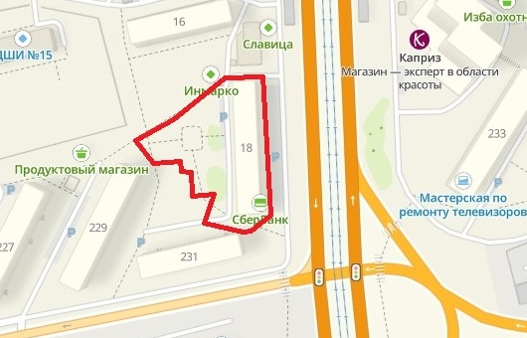 16
Изба охотн
Славица
ДШИ №15
Каприз
Магазин — эксперт в области
красоты
Инмарко
233
18
Продуктовый магазин
Мастерская по
ремонту телевизоров
СберБанк
229
227
231
P
P
P
P
P